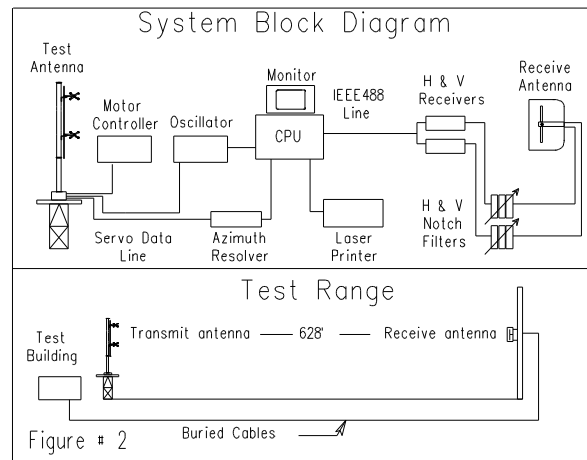 System Block Diagram
Test
Antenna
Motor
Controller
Oscillator
Monitor
CPU
IEEE488
Line
H & V
Receivers
Receive
Antenna
H & V
Notch
Filters
Servo Data
Line
Azimuth
Resolver
Laser
Printer
Test Range
Test
Building
Transmit antenna
628'
Receive antenna
Buried Cables
Figure # 2